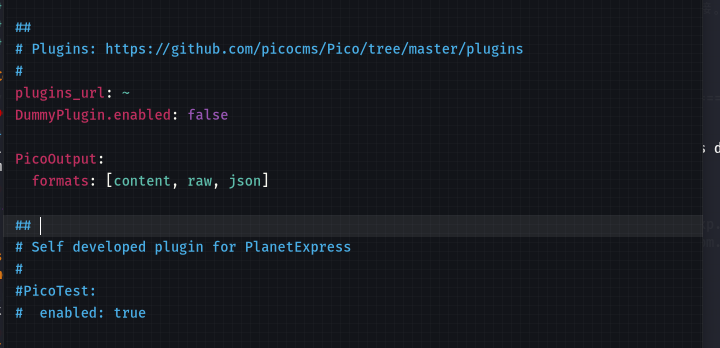 ##
# Plugins: https://github.com/picocms/Pico/tree/master/plugins
#
plugins_url: ~
DummyPlugin.enabled: false

PicoOutput:
  formats: [content, raw, json]

##
# Self developed plugin for PlanetExpress
#
#PicoTest:
#  enabled: true